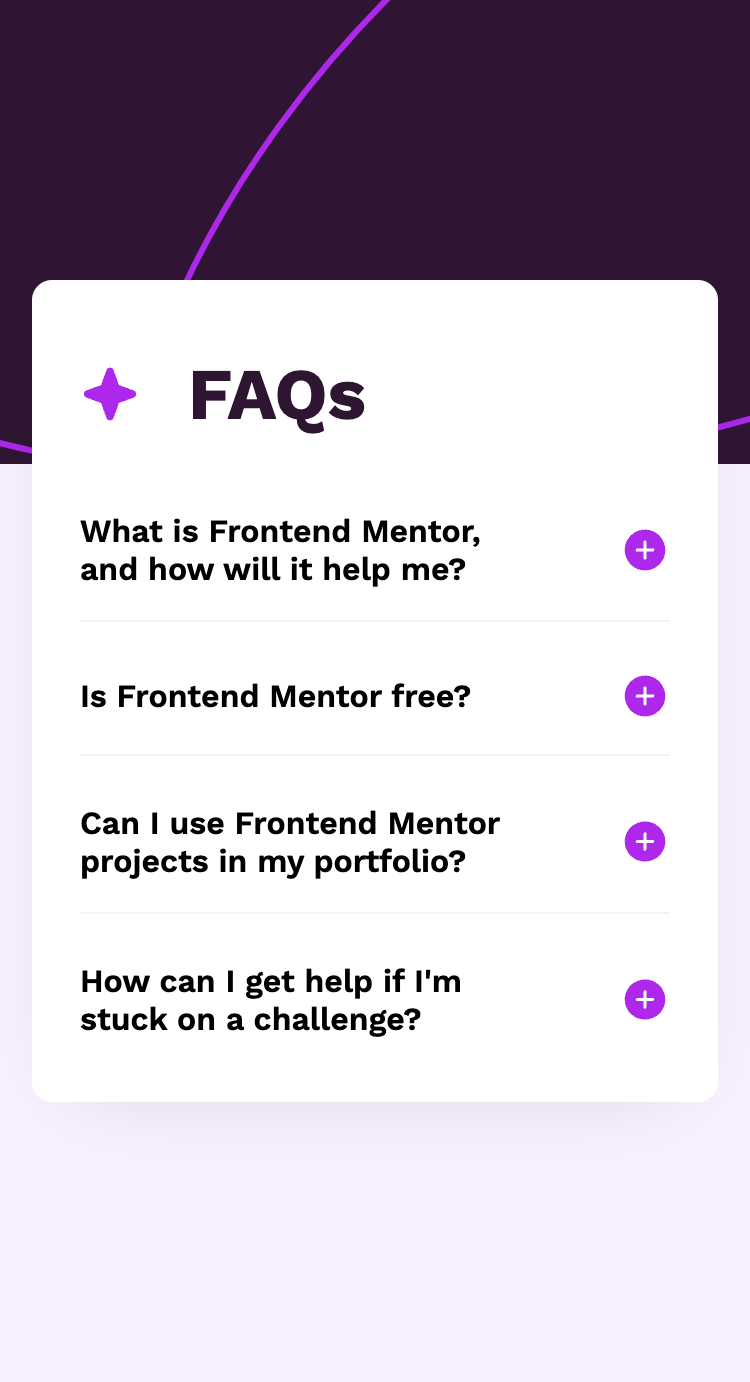 FAQs
What is Frontend Mentor,
and how will it help me?
Is Frontend Mentor free?
Can I use Frontend Mentor
projects in my portfolio?
How can I get help if I'm
stuck on a challenge?